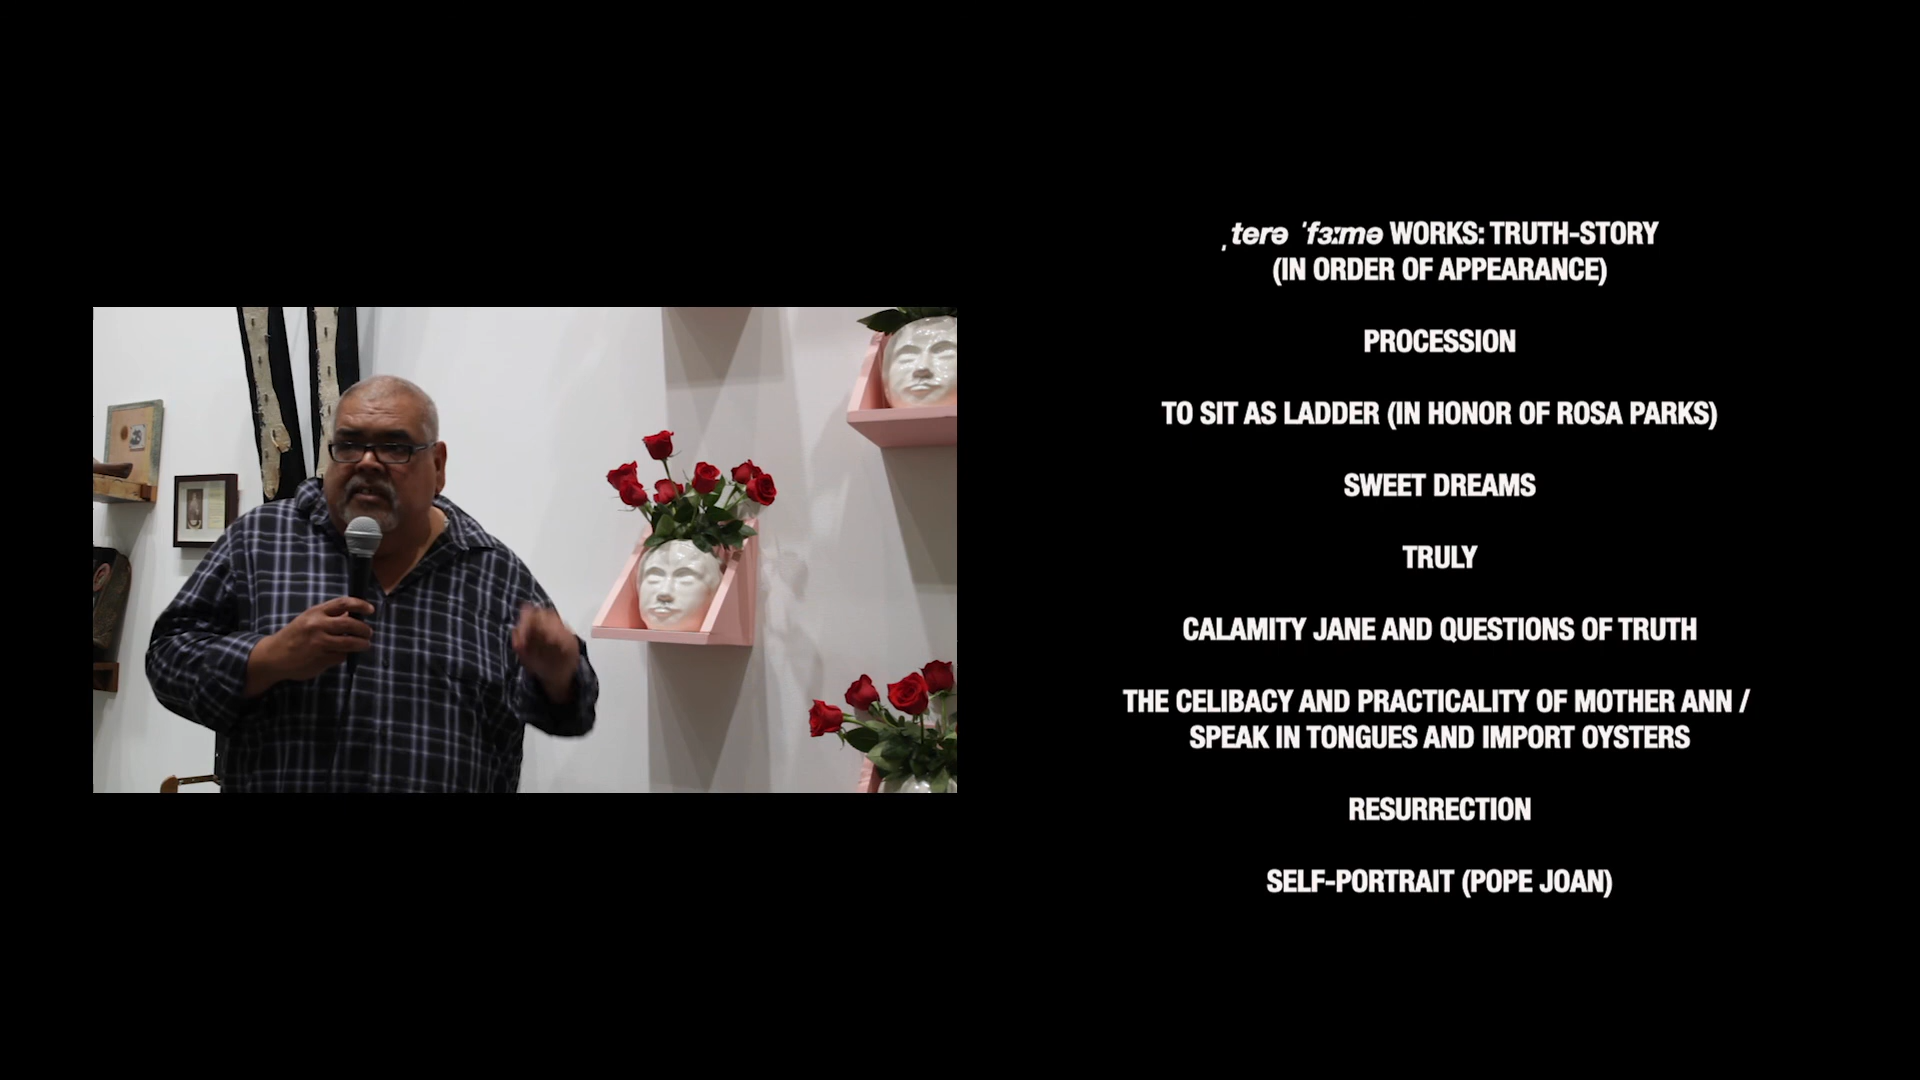 ˌterə ˈfɜːmə WORKS: TRUTH-STORY
(IN ORDER OF APPEARANCE)
PROCESSION
TO SIT AS LADDER (IN HONOR OF ROSA PARKS)
SWEET DREAMS
TRULY
CALAMITY JANE AND QUESTIONS OF TRUTH
THE CELIBACY AND PRACTICALITY OF MOTHER ANN /
SPEAK IN TONGUES AND IMPORT OYSTERS
RESURRECTION
SELF-PORTRAIT (POPE JOAN)